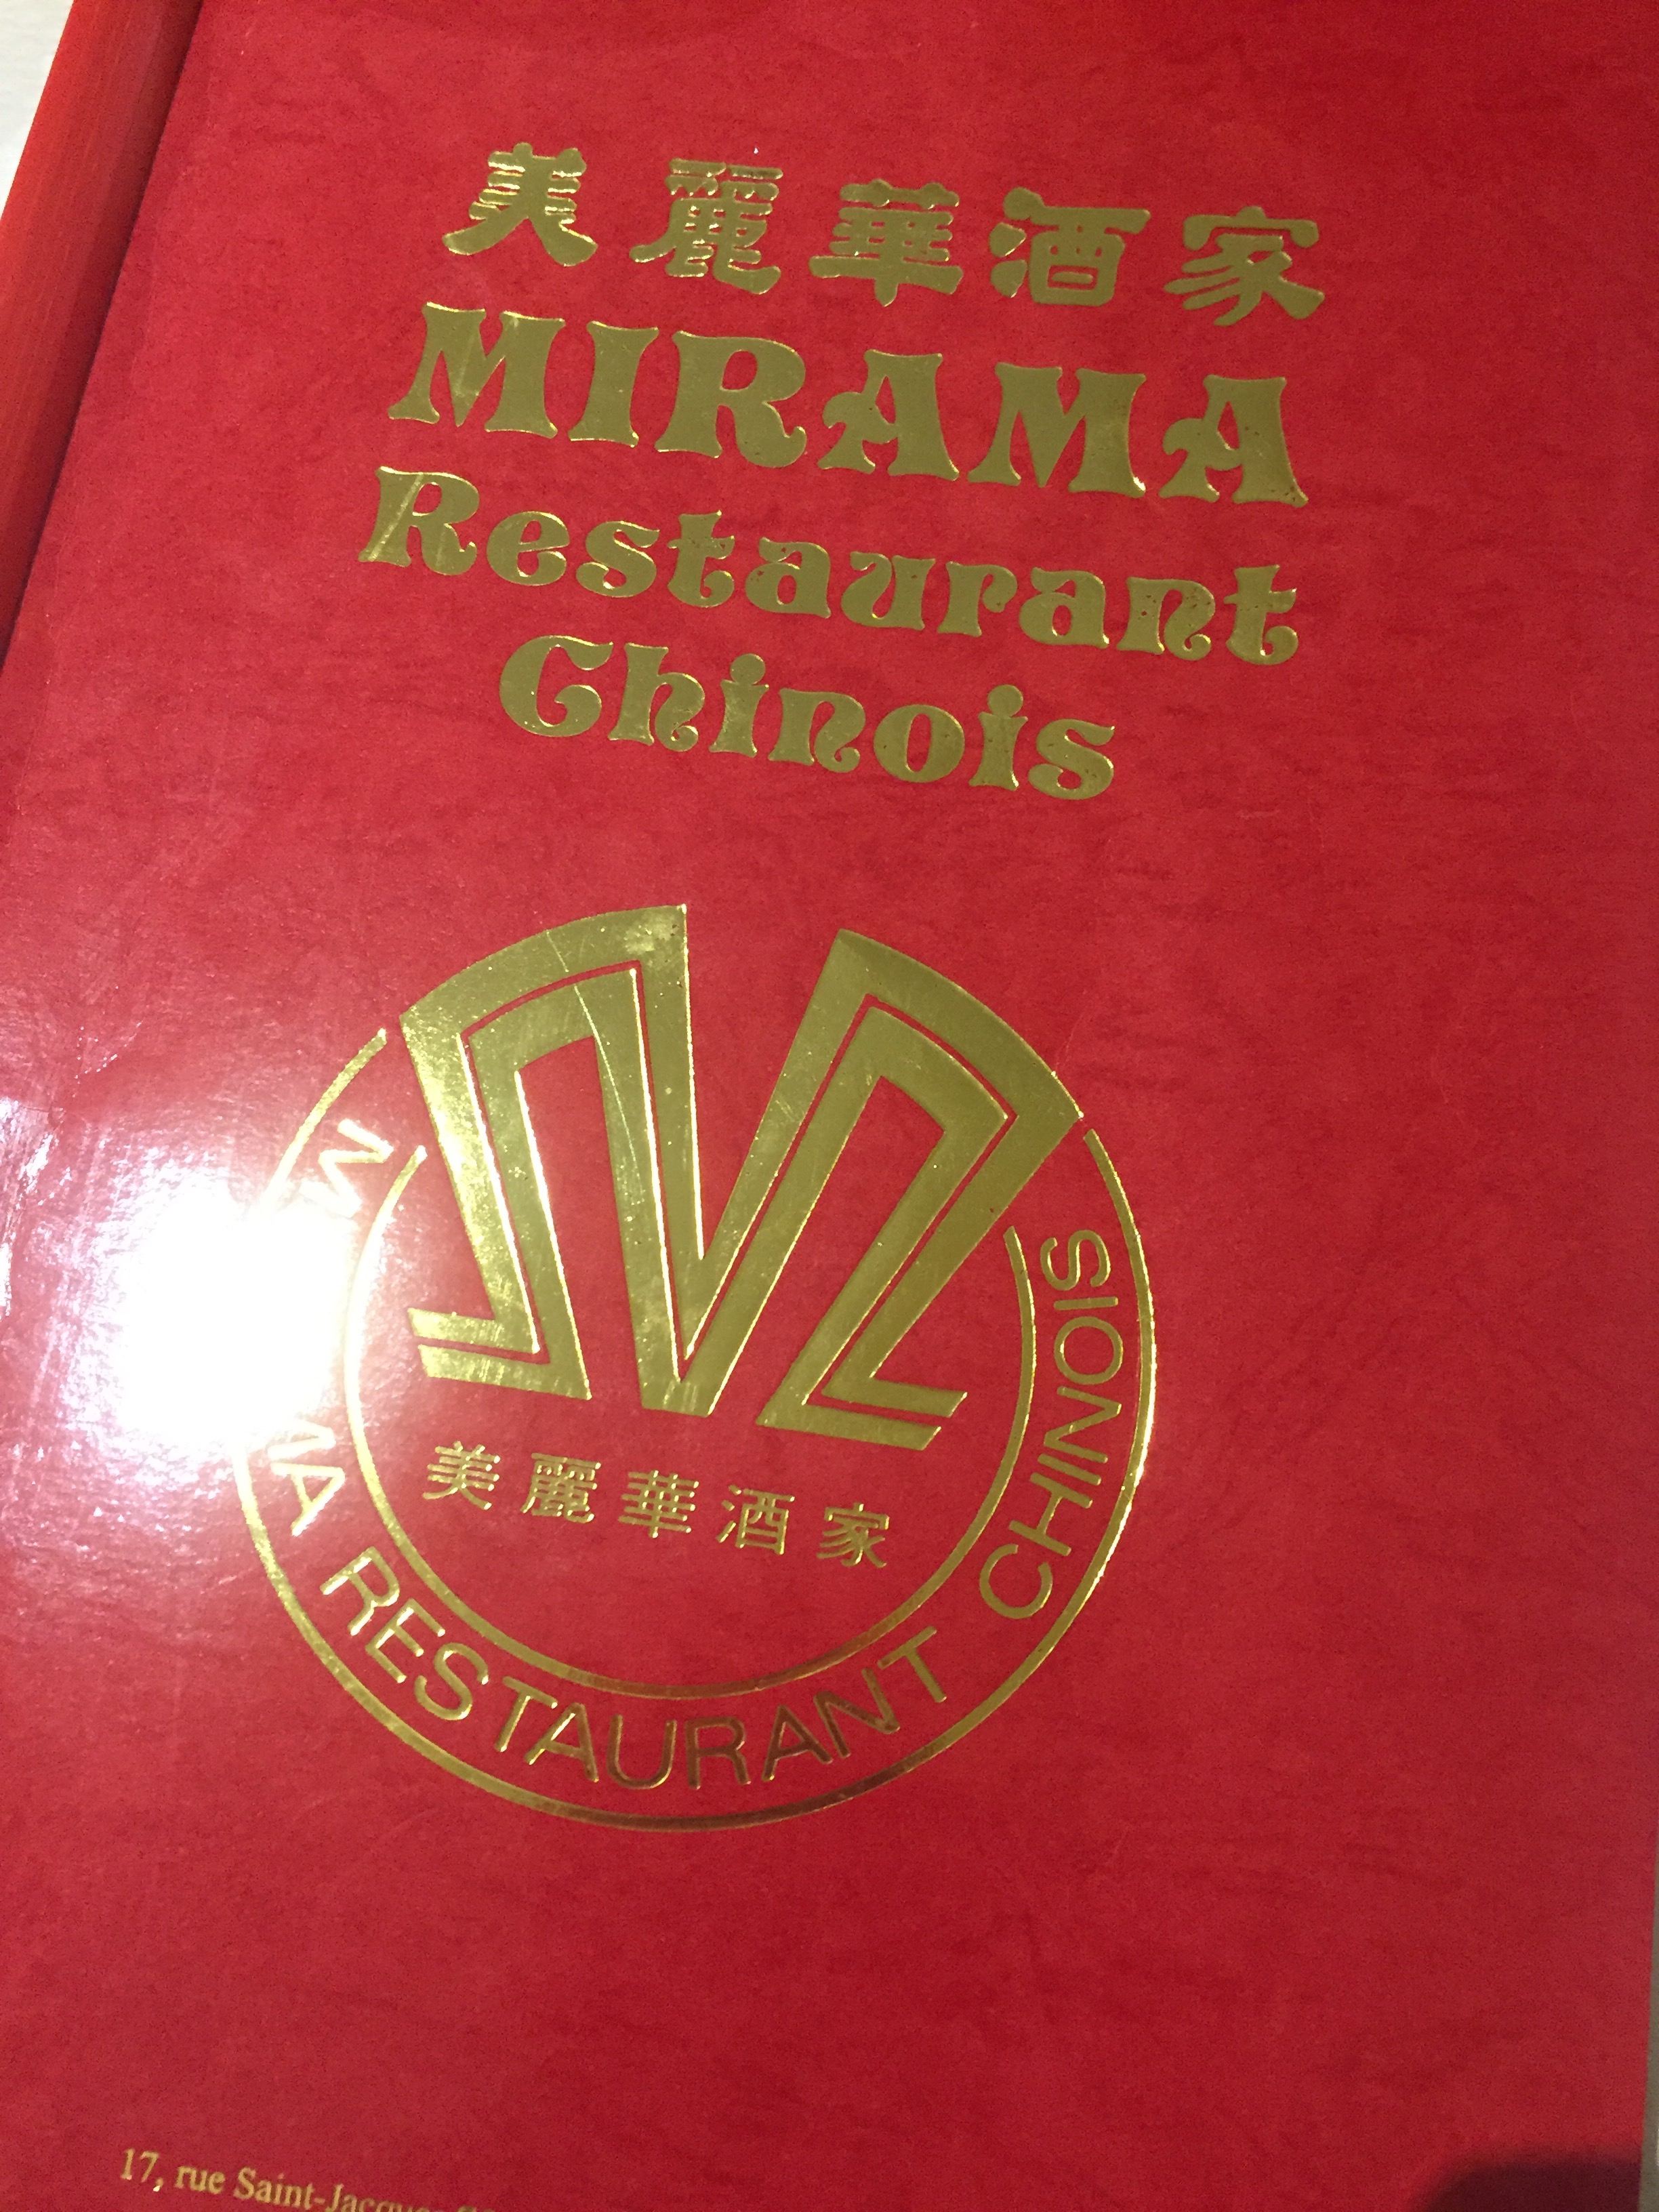 美麗華酒家
MIRAMA
Restaurant
Chinois
美麗華酒家
RESTAURANT CHINOIS
17, rue Saint-Jacques